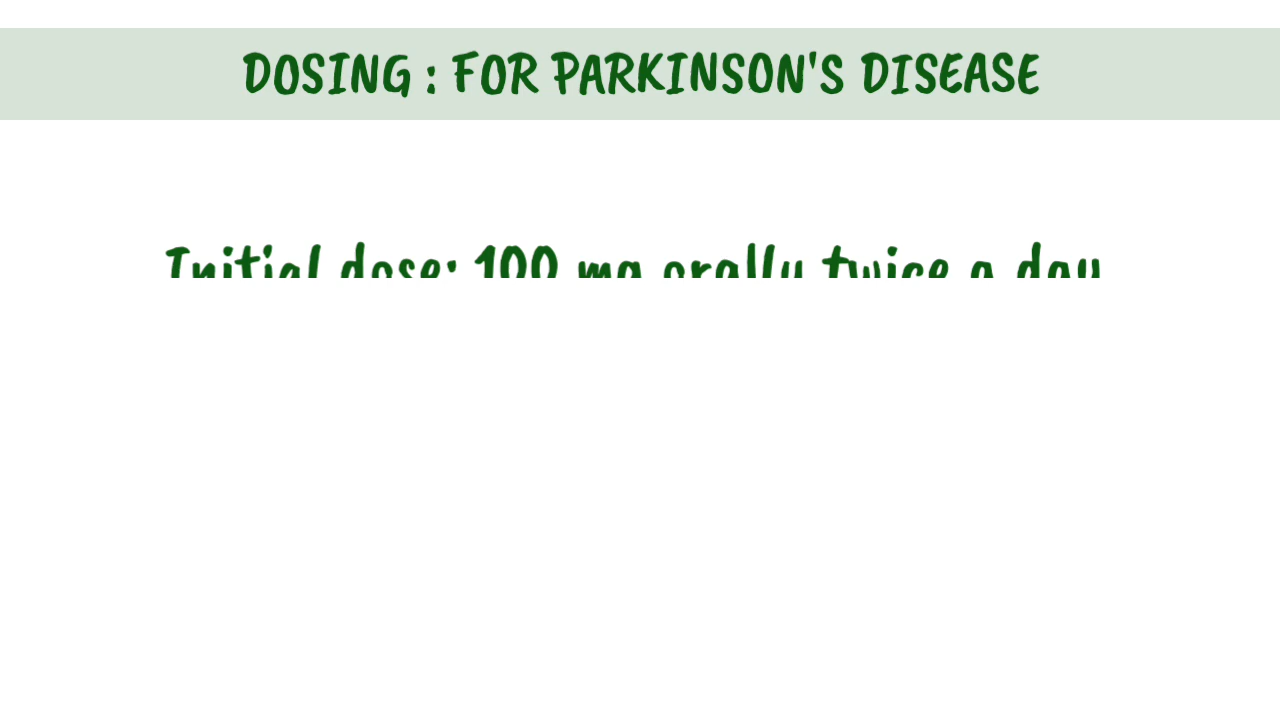 DOSING : FOR PARKINSON'S DISEASE
Initial dose: 100 mg orally twice a day